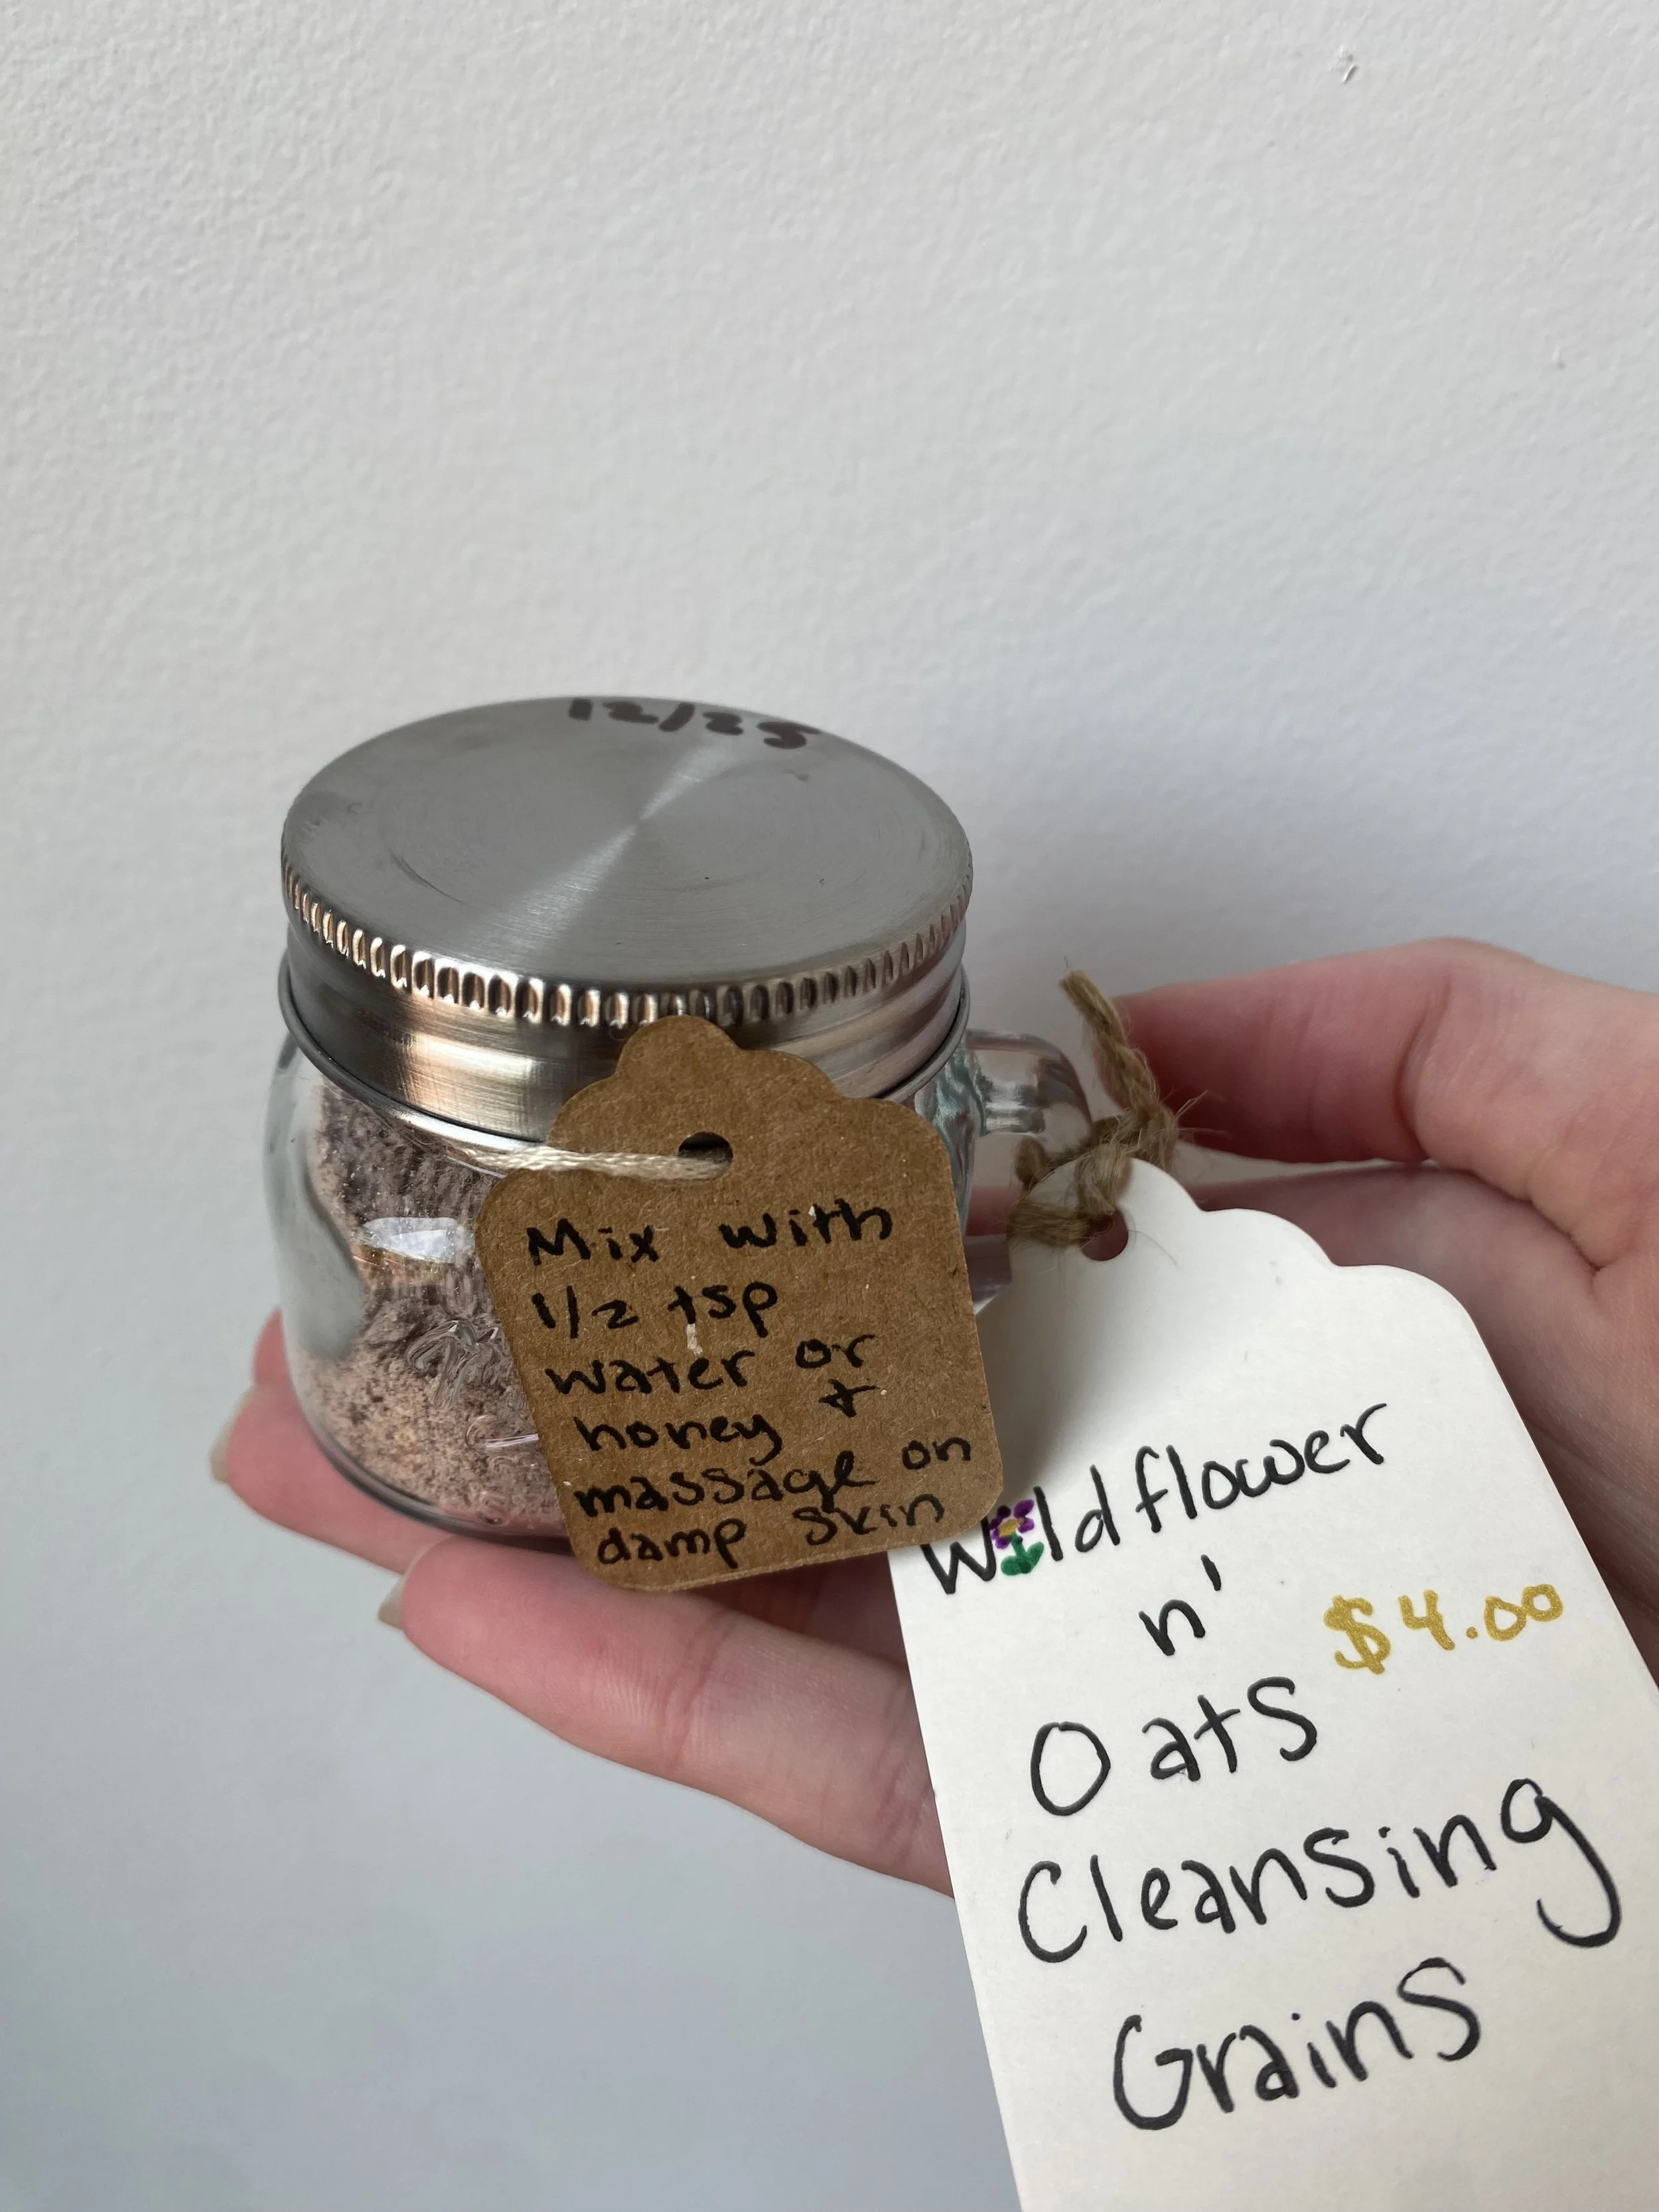 12/25
Mix with
1/2 tsp
water or
honey +
massage on
damp skin
Wildflower
n'
$4.00
Oats
Cleansing
Grains